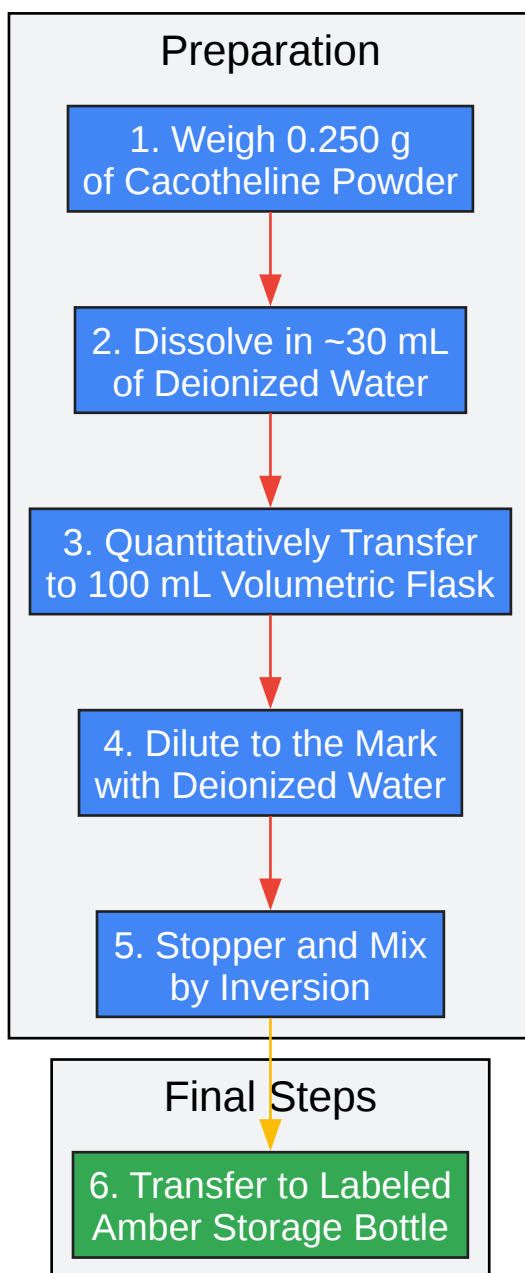 Preparation
1. Weigh 0.250 g
of Cacotheline Powder
2. Dissolve in ~30 mL
of Deionized Water
3. Quantitatively Transfer
to 100 mL Volumetric Flask
4. Dilute to the Mark
with Deionized Water
5. Stopper and Mix
by Inversion
Final Steps
6. Transfer to Labeled
Amber Storage Bottle